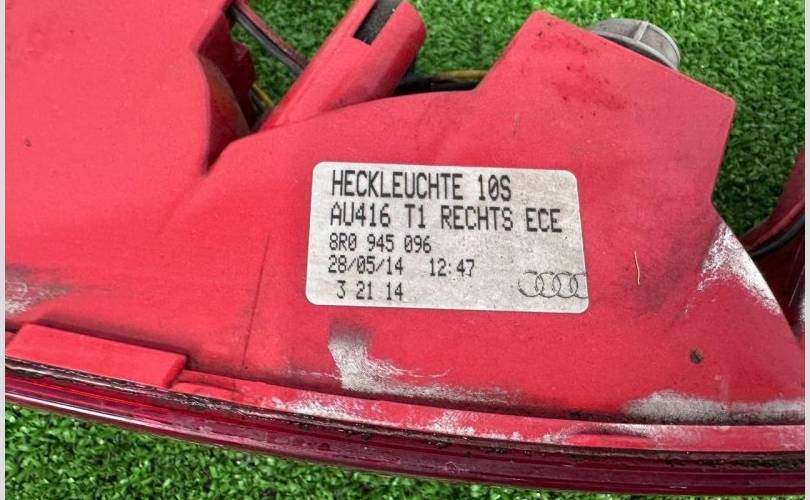 HECKLEUCHTE 10S
AU416 T1 RECHTS ECE
8R0 945 096
28/05/14 12:47
3 21 14